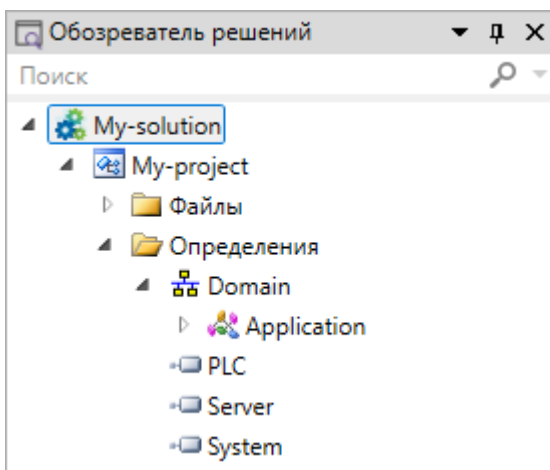 Обозреватель решений
Поиск
My-solution
My-project
Файлы
Определения
Domain
Application
PLC
Server
System